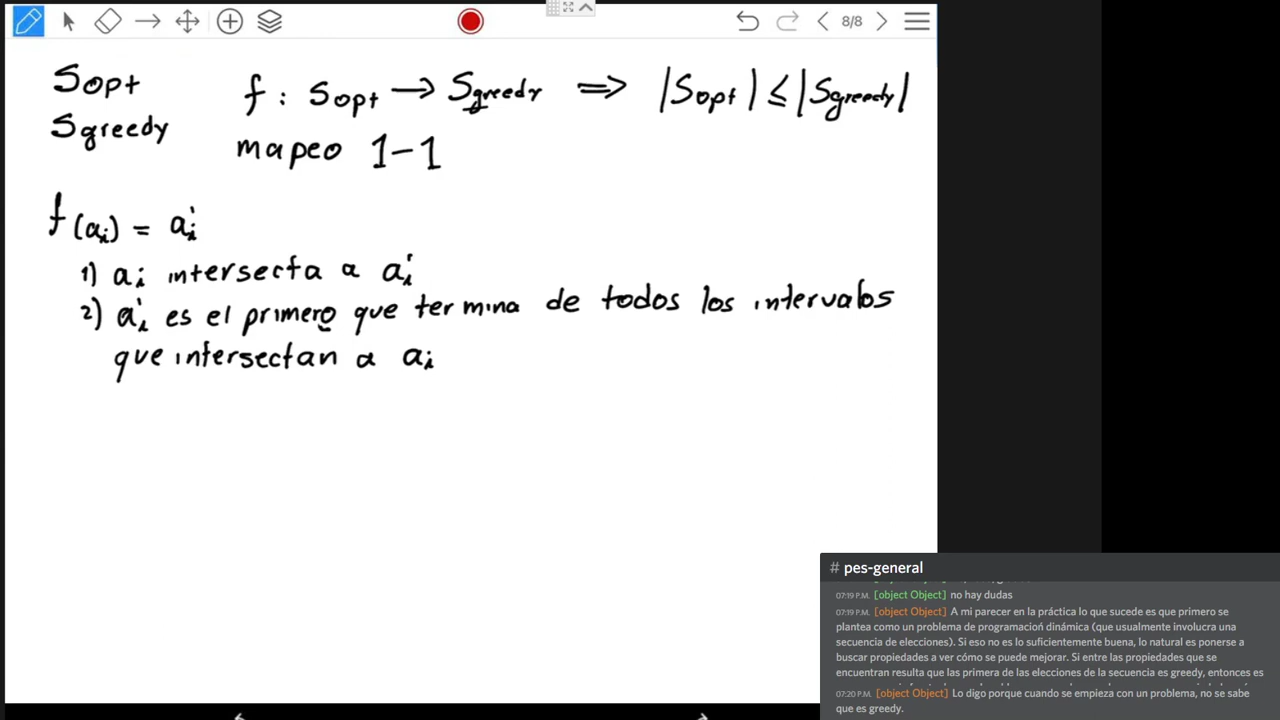 8/8
Sopt
Sgreedy
f : Sopt → Sgreedy ⟹ |Sopt| ≤ |Sgreedy|
mapeo 1-1
f(ai) = a'i
1) ai intersecta a a'i
2) a'i es el primero que termina de todos los intervalos
que intersectan a ai
# pes-general
07:19 P.M. [object Object] no hay dudas
07:19 P.M. [object Object] A mi parecer en la práctica lo que sucede es que primero se
plantea como un problema de programacioń dinámica (que usualmente involucra una
secuencia de elecciones). Si eso no es lo suficientemente buena, lo natural es ponerse a
buscar propiedades a ver cómo se puede mejorar. Si entre las propiedades que se
encuentran resulta que las primera de las elecciones de la secuencia es greedy, entonces es
07:20 P.M. [object Object] Lo digo porque cuando se empieza con un problema, no se sabe
que es greedy.